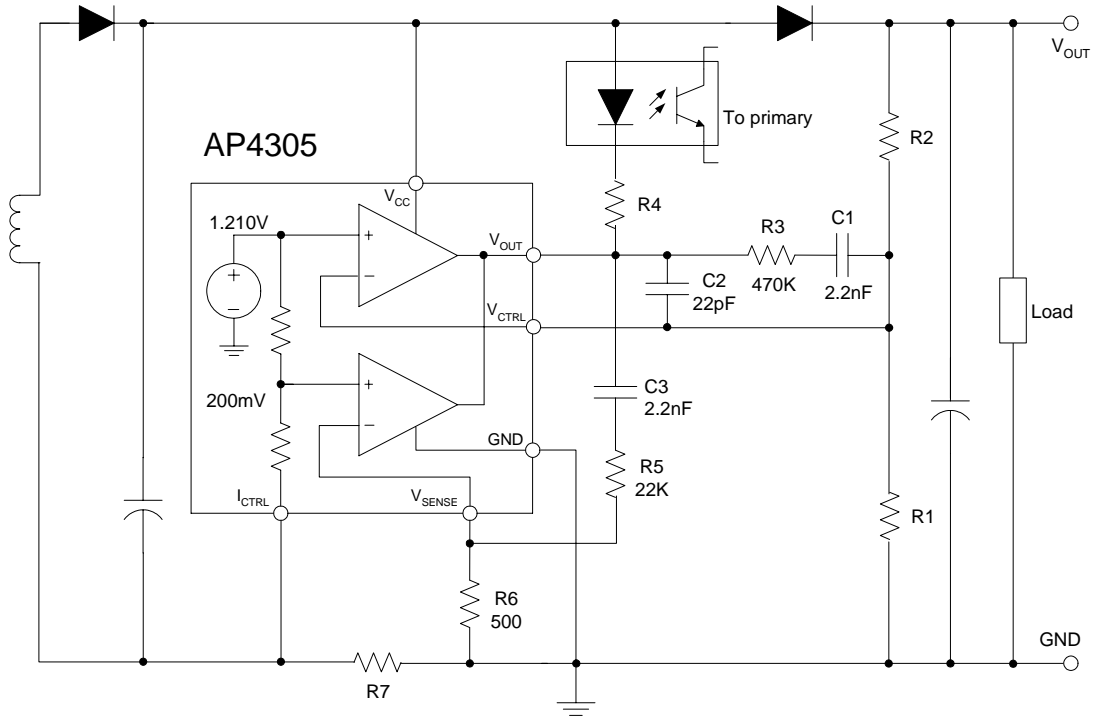 V_OUT
To primary
AP4305
R2
V_CC
R4
1.210V
R3
C1
V_OUT
+
+
−
−
C2
22pF
470K
2.2nF
V_CTRL
Load
+
200mV
C3
2.2nF
−
GND
R5
22K
I_CTRL
V_SENSE
R1
R6
500
GND
R7